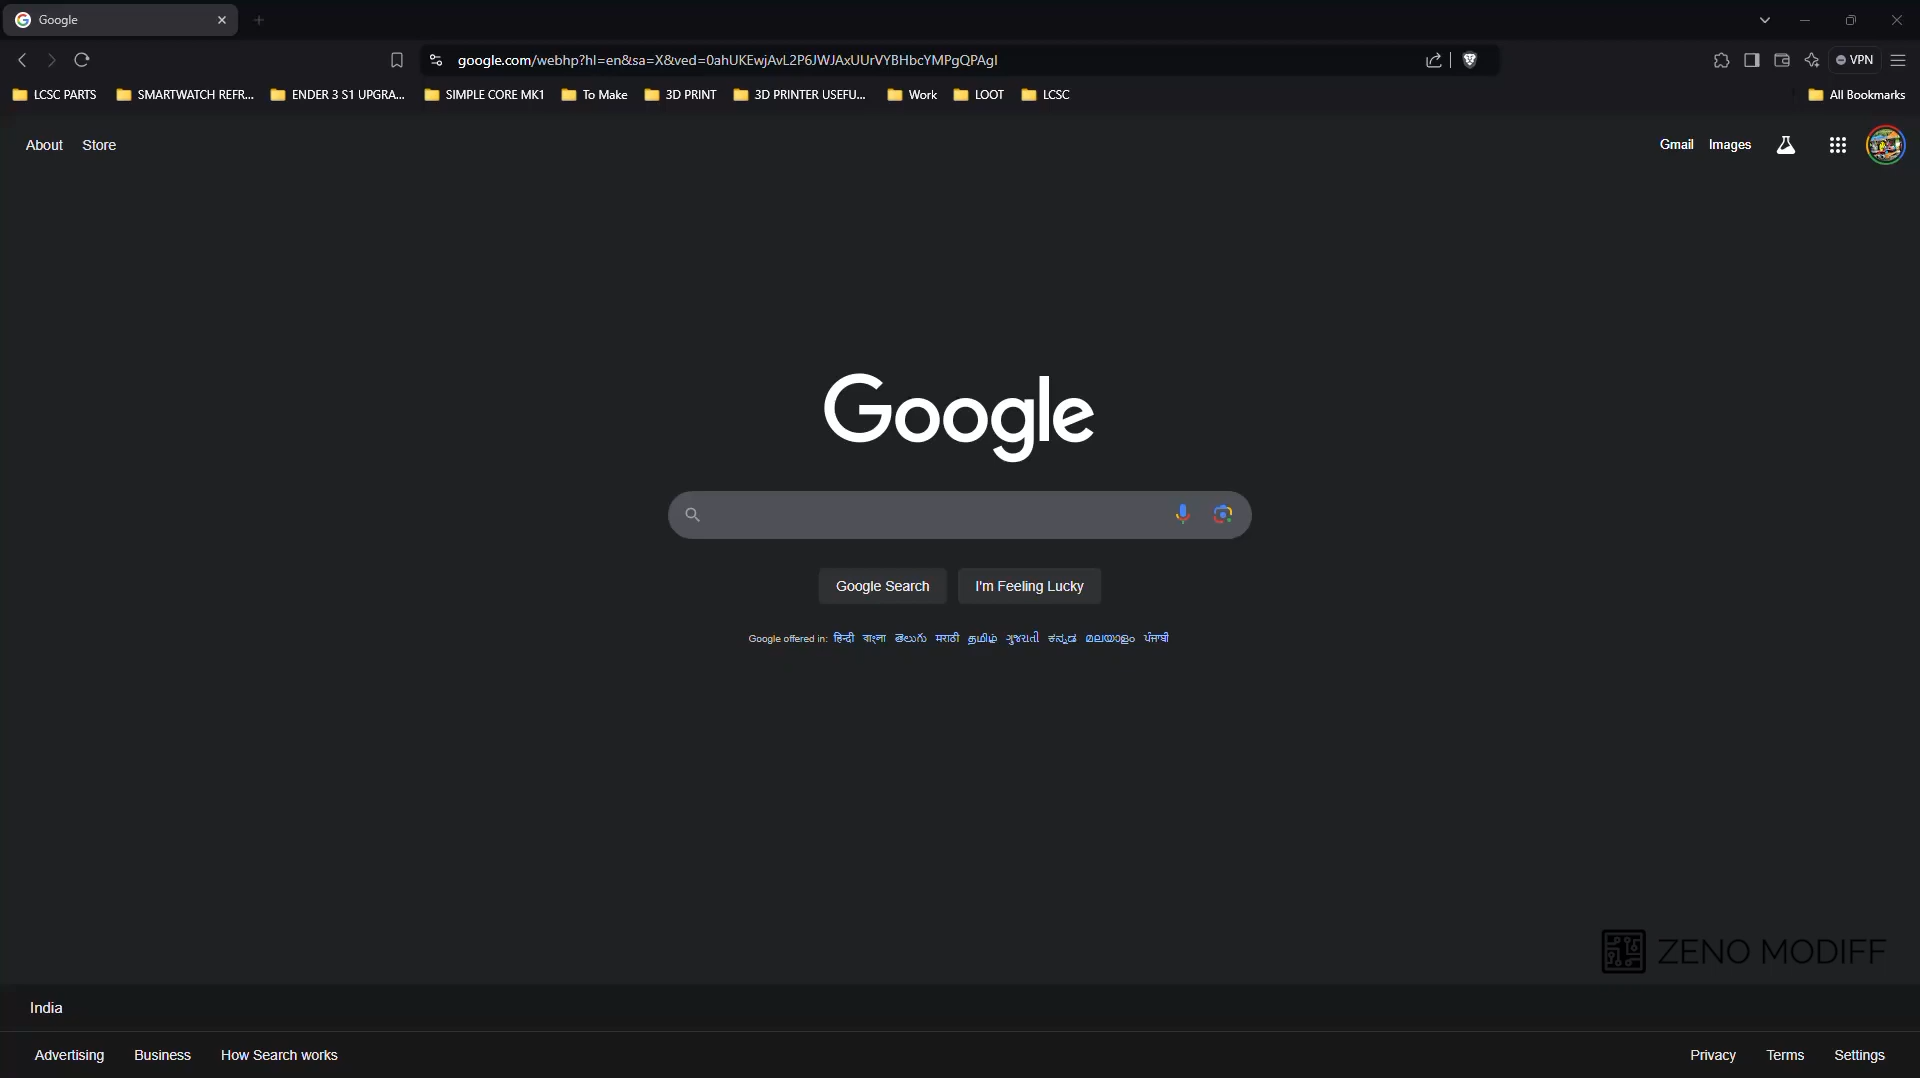 Google
google.com/webhp?hl=en&sa=X&ved=0ahUKEwjAvL2P6JWJAxUUrVYBHbcYMPgQPAgI
VPN
LCSC PARTS
SMARTWATCH REFR...
ENDER 3 S1 UPGRA...
SIMPLE CORE MK1
To Make
3D PRINT
3D PRINTER USEFU...
Work
LOOT
LCSC
All Bookmarks
About
Store
Gmail
Images
Google
Google Search
I'm Feeling Lucky
Google offered in: हिन्दी বাংলা తెలుగు मराठी தமிழ் ગુજરાતી ಕನ್ನಡ മലയാളം ਪੰਜਾਬੀ
ZENO MODIFF
India
Advertising
Business
How Search works
Privacy
Terms
Settings